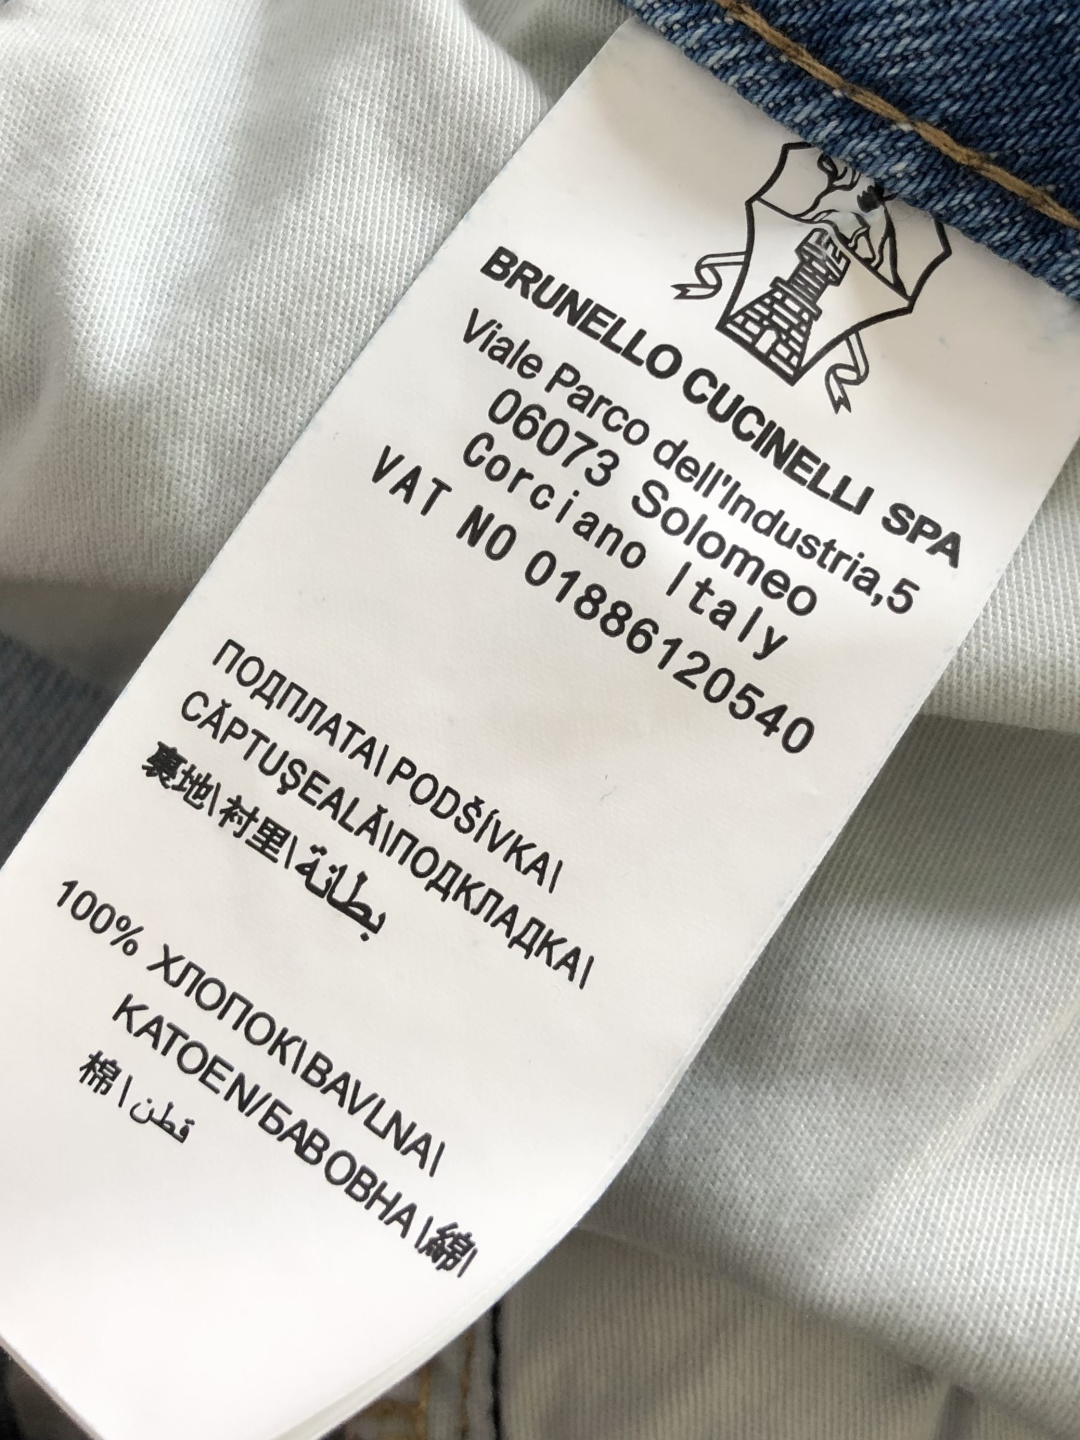 BRUNELLO CUCINELLI SPA
Viale Parco dell'Industria,5
06073 Solomeo
Corciano Italy
VAT NO 01886120540
ПОДПЛАТА\ PODŠÍVKA\
CĂPTUŞEALĂ\ПОДКЛАДКА\
裏地\衬里\بطانة
100% ХЛОПОК\BAVLNA\
KATOEN/БАВОВНА\綿\
棉\قطن